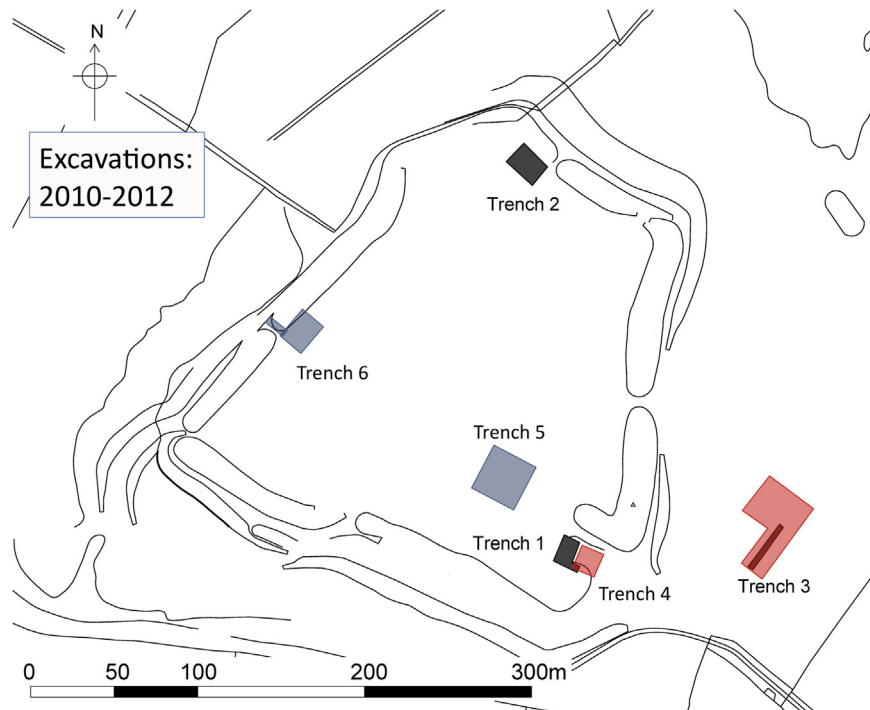 N
Excavations:
2010-2012
Trench 2
Trench 6
Trench 5
Trench 1
Trench 4
Trench 3
0 50 100 200 300m